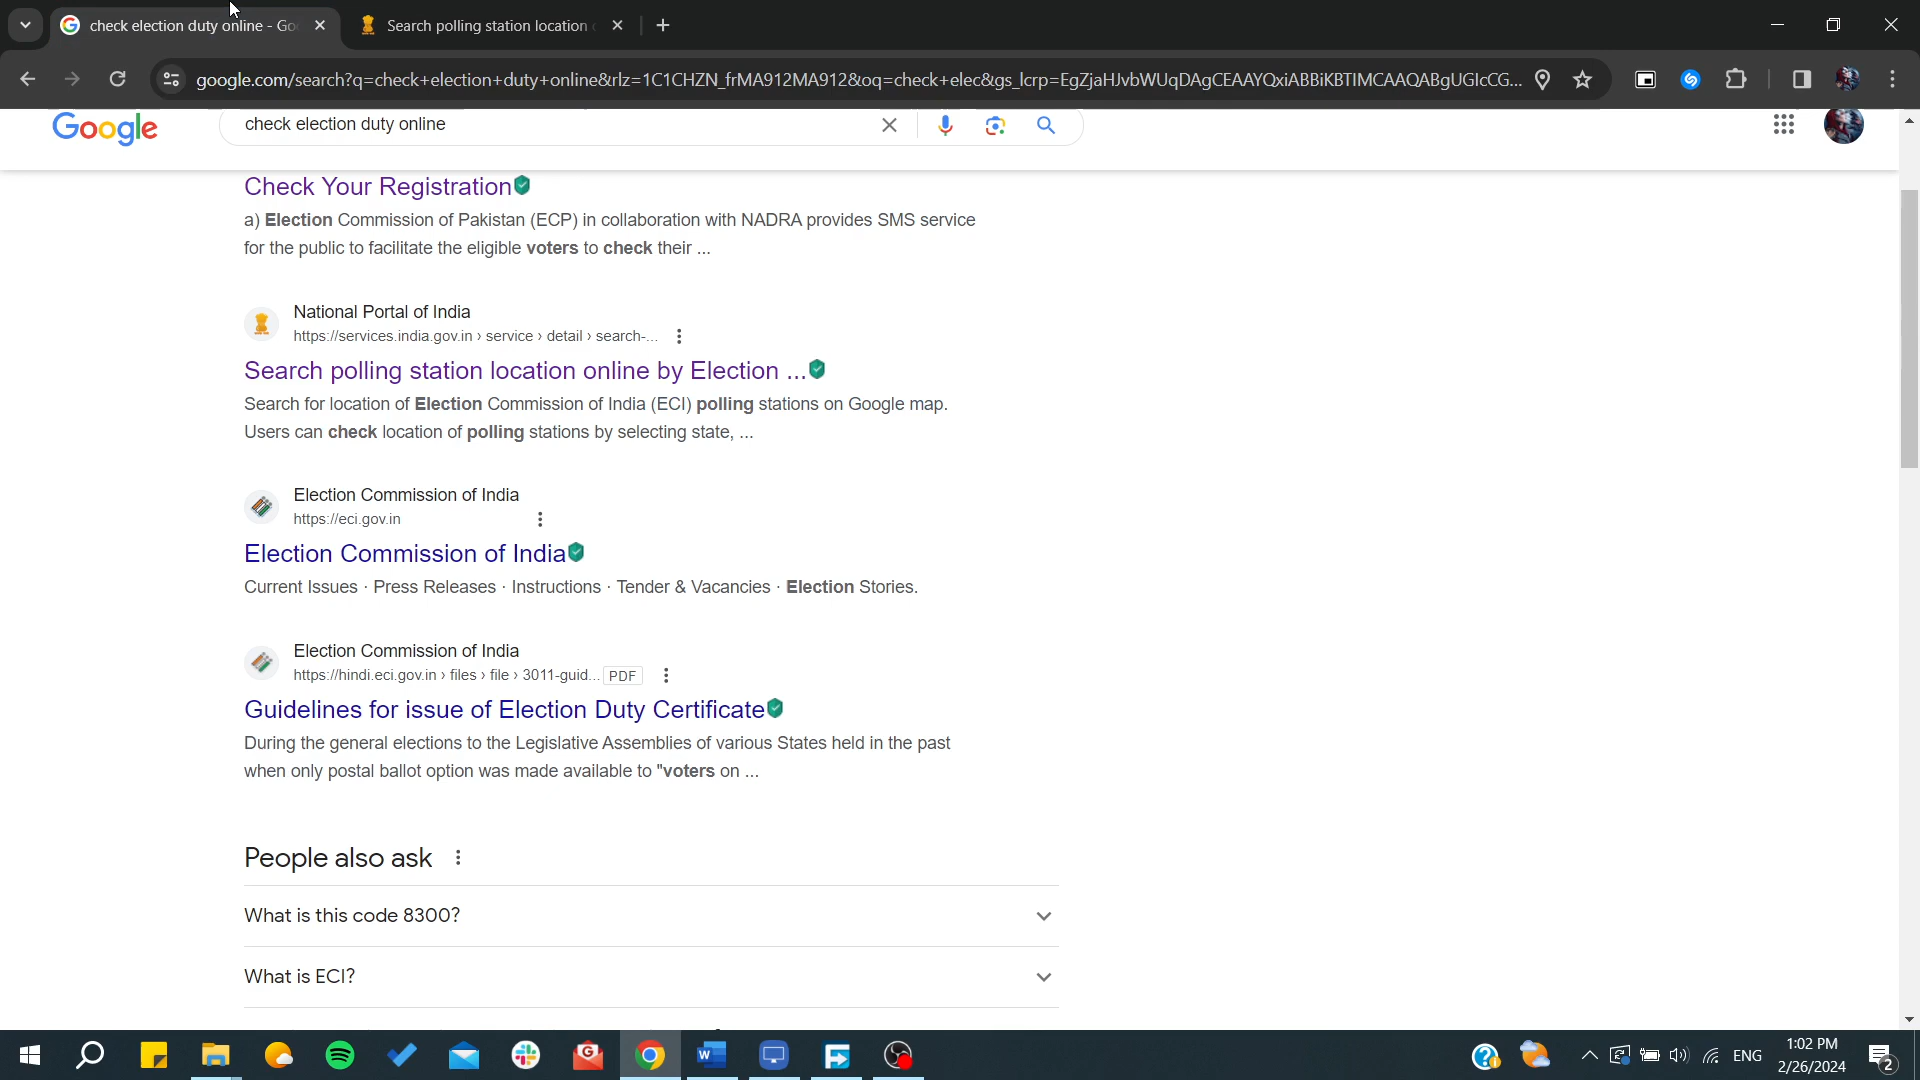 check election duty online - Goo
Search polling station location o
google.com/search?q=check+election+duty+online&rlz=1C1CHZN_frMA912MA912&oq=check+elec&gs_lcrp=EgZjaHJvbWUqDAgCEAAYQxiABBiKBTIMCAAQABgUGIcCG...
Google
check election duty online
Check Your Registration
a) Election Commission of Pakistan (ECP) in collaboration with NADRA provides SMS service
for the public to facilitate the eligible voters to check their ...
National Portal of India
https://services.india.gov.in › service › detail › search-...
Search polling station location online by Election ...
Search for location of Election Commission of India (ECI) polling stations on Google map.
Users can check location of polling stations by selecting state, ...
Election Commission of India
https://eci.gov.in
Election Commission of India
Current Issues · Press Releases · Instructions · Tender & Vacancies · Election Stories.
Election Commission of India
https://hindi.eci.gov.in › files › file › 3011-guid... PDF
Guidelines for issue of Election Duty Certificate
During the general elections to the Legislative Assemblies of various States held in the past
when only postal ballot option was made available to "voters on ...
People also ask
What is this code 8300?
What is ECI?
ENG
1:02 PM
2/26/2024
2